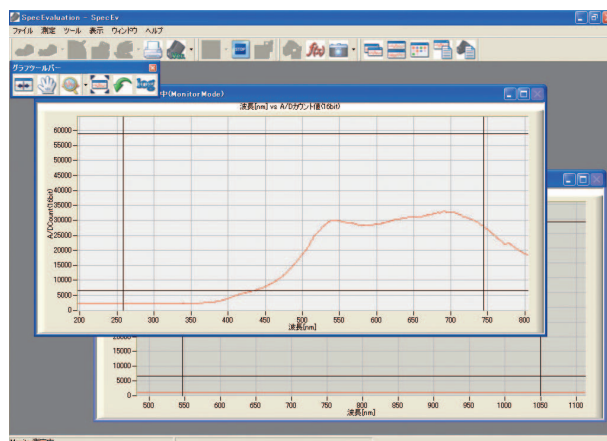 SpecEvaluation - SpecEv
ファイル 測定 ツール 表示 ウィンドウ ヘルプ
グラフツールバー
中(MonitorMode)
波長[nm] vs A/Dカウント値(16bit)
60000
55000
50000
45000
40000
35000
30000
25000
20000
15000
10000
5000
0
A/DCount(16bit)
200 250 300 350 400 450 500 550 600 650 700 750 800
波長[nm]
20000
15000
10000
5000
0
500 550 600 650 700 750 800 850 900 950 1000 1050 1100
波長[nm]